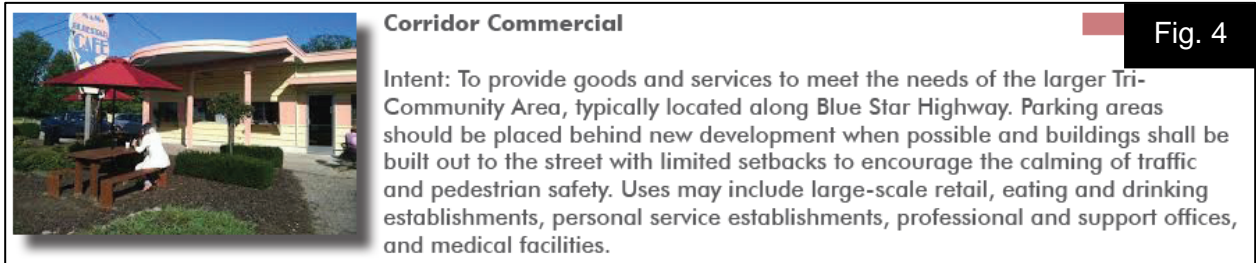 Corridor Commercial
Fig. 4
CAFE
Intent: To provide goods and services to meet the needs of the larger Tri-
Community Area, typically located along Blue Star Highway. Parking areas
should be placed behind new development when possible and buildings shall be
built out to the street with limited setbacks to encourage the calming of traffic
and pedestrian safety. Uses may include large-scale retail, eating and drinking
establishments, personal service establishments, professional and support offices,
and medical facilities.